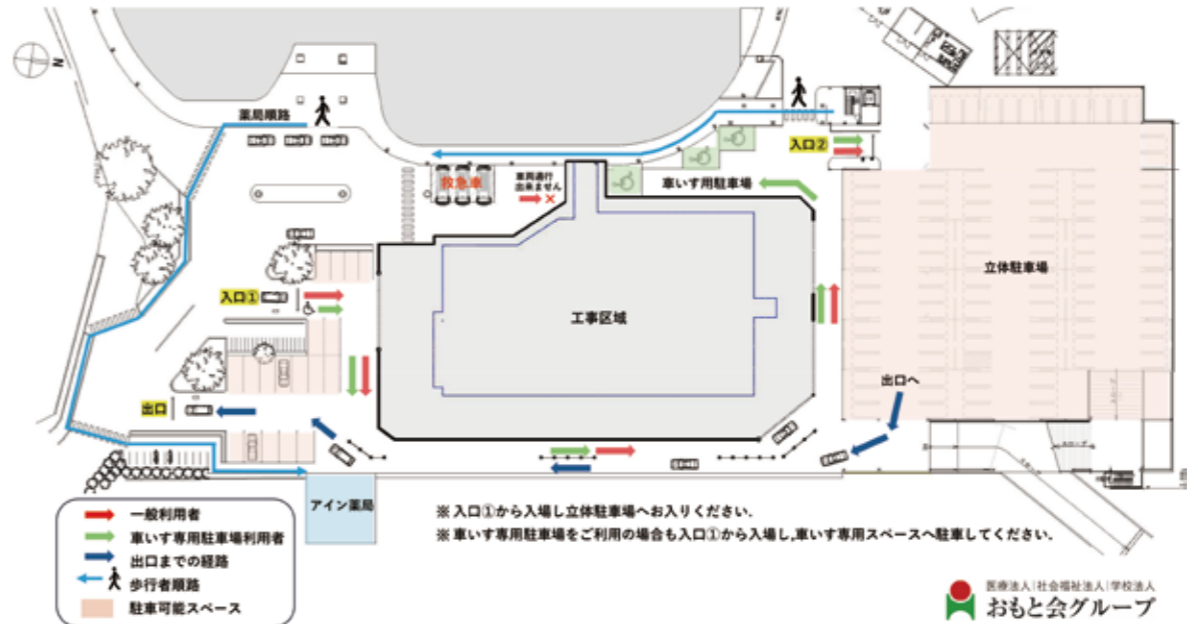 N
薬局順路
入口②
救急車
車両通行
出来ません
車いす用駐車場
立体駐車場
入口①
工事区域
出口へ
出口
スロープ
アイン薬局
一般利用者
車いす専用駐車場利用者
出口までの経路
歩行者順路
駐車可能スペース
※ 入口①から入場し立体駐車場へお入りください.
※ 車いす専用駐車場をご利用の場合も入口①から入場し,車いす専用スペースへ駐車してください.
医療法人|社会福祉法人|学校法人
おもと会グループ